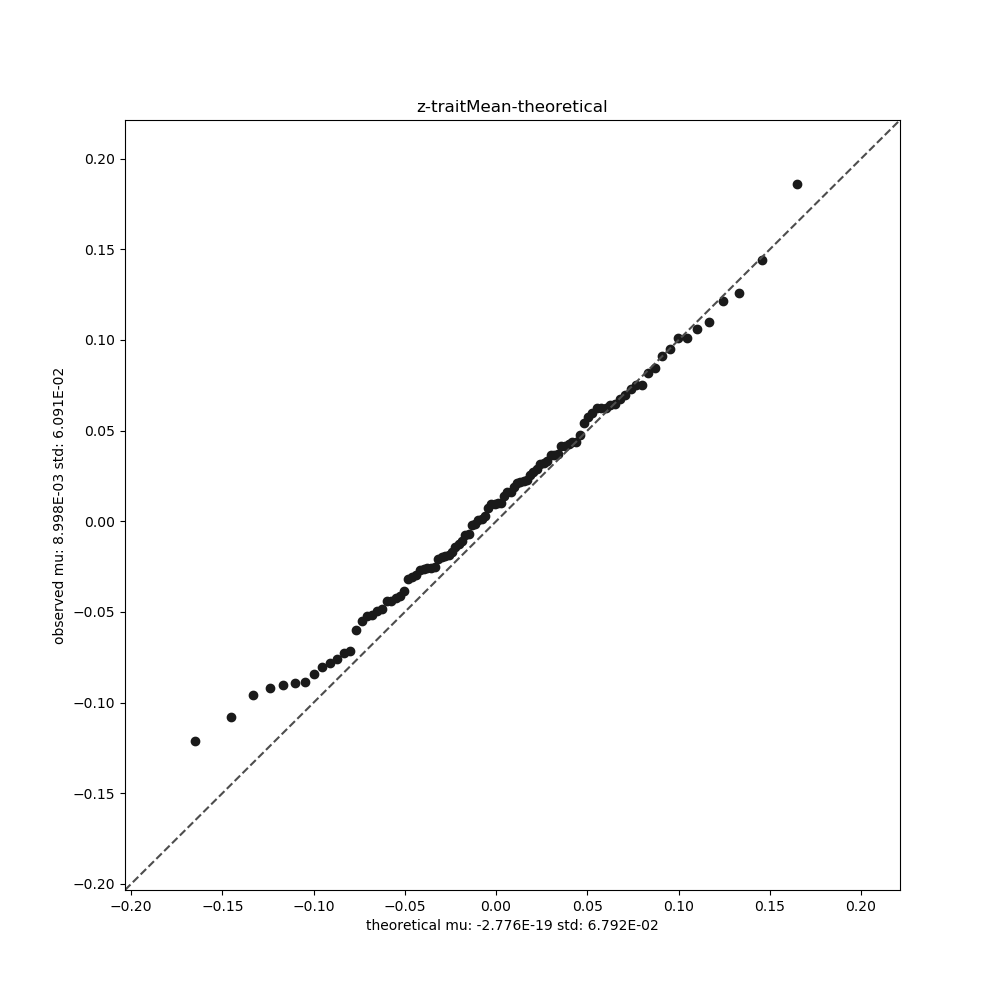 z-traitMean-theoretical
0.20
0.15
0.10
0.05
0.00
−0.05
−0.10
−0.15
−0.20
observed mu: 8.998E-03 std: 6.091E-02
−0.20 −0.15 −0.10 −0.05 0.00 0.05 0.10 0.15 0.20
theoretical mu: -2.776E-19 std: 6.792E-02